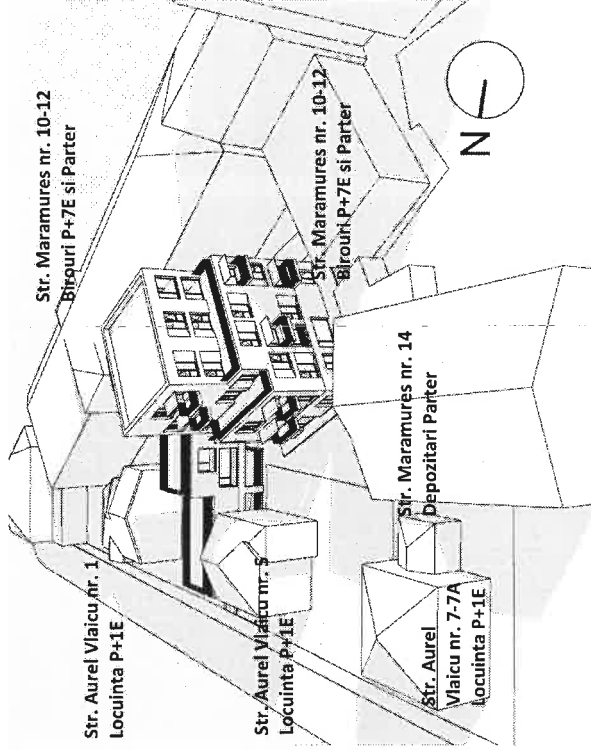 Str. Maramures nr. 10-12
Birouri P+7E si Parter
Str. Maramures nr. 10-12
Birouri P+7E si Parter
N
Str. Aurel Vlaicu nr. 1
Locuinta P+1E
Str. Aurel Vlaicu nr. 5
Locuinta P+1E
Str. Maramures nr. 14
Depozitari Parter
Str. Aurel
Vlaicu nr. 7-7A
Locuinta P+1E